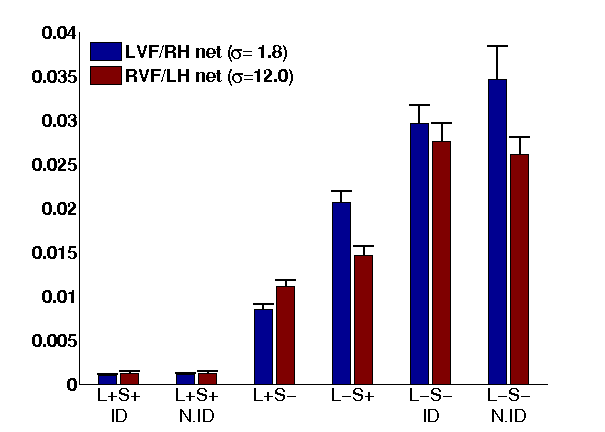 0.04
0.035
0.03
0.025
0.02
0.015
0.01
0.005
0
LVF/RH net (σ= 1.8)
RVF/LH net (σ=12.0)
L+S+ L+S+ L+S− L−S+ L−S− L−S−
ID N.ID ID N.ID